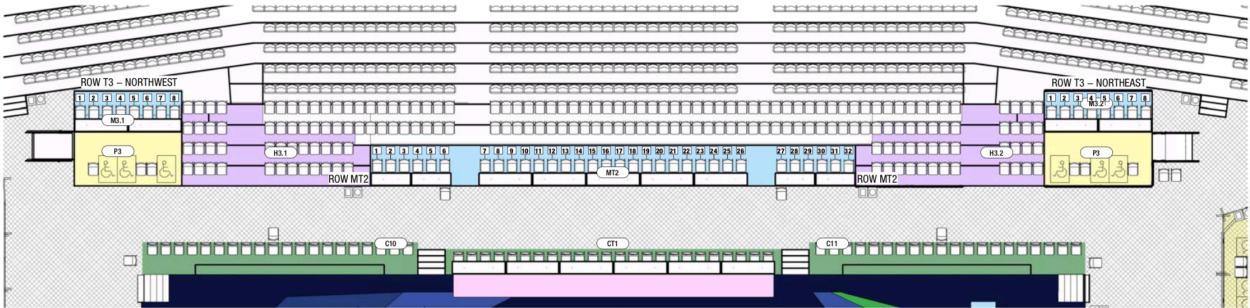 ROW T3 – NORTHWEST
ROW T3 – NORTHEAST
1 2 3 4 5 6 7 8
1 2 3 4 5 6 7 8
M3.1
M3.2
P3
H3.1
1 2 3 4 5 6 7 8 9 10 11 12 13 14 15 16 17 18 19 20 21 22 23 24 25 26 27 28 29 30 31 32
H3.2
P3
ROW MT2
MT2
ROW MT2
C10
CT1
C11